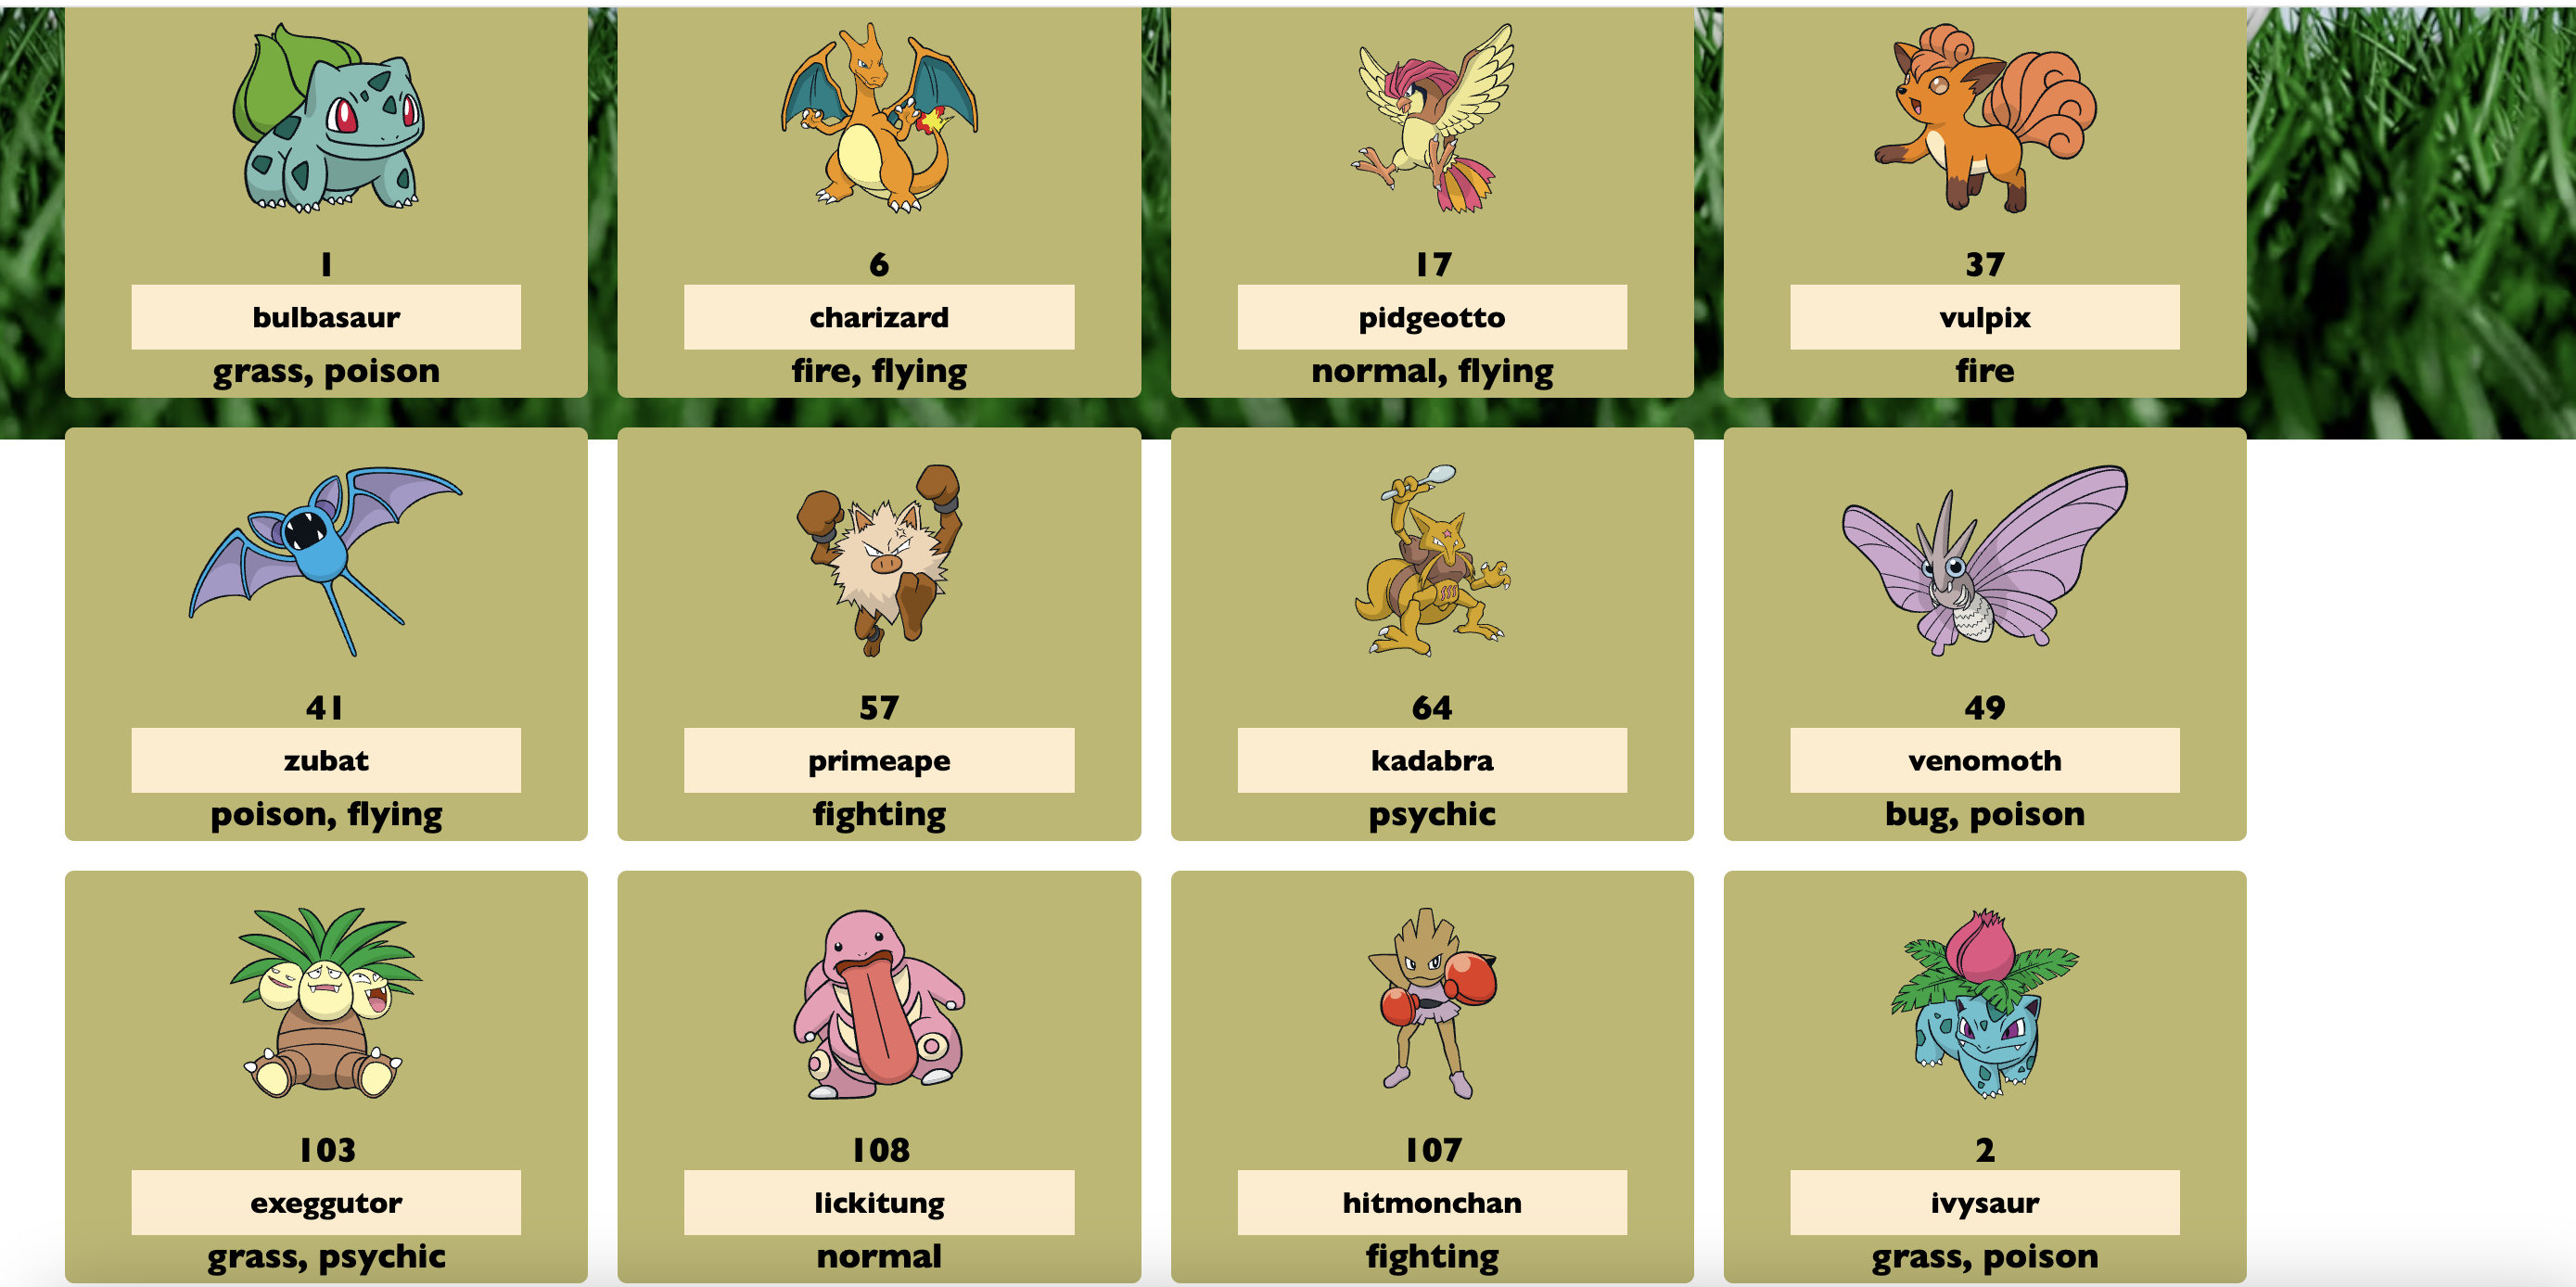 1
bulbasaur
grass, poison
6
charizard
fire, flying
17
pidgeotto
normal, flying
37
vulpix
fire
41
zubat
poison, flying
57
primeape
fighting
64
kadabra
psychic
49
venomoth
bug, poison
103
exeggutor
grass, psychic
108
lickitung
normal
107
hitmonchan
fighting
2
ivysaur
grass, poison